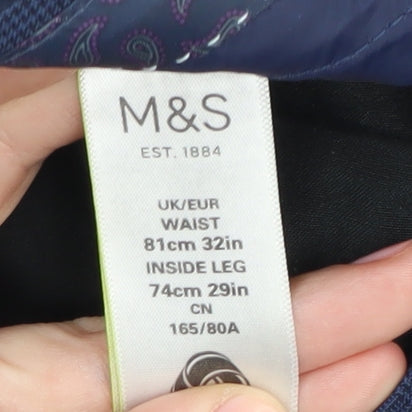 M&S
EST. 1884
UK/EUR
WAIST
81cm 32in
INSIDE LEG
74cm 29in
CN
165/80A